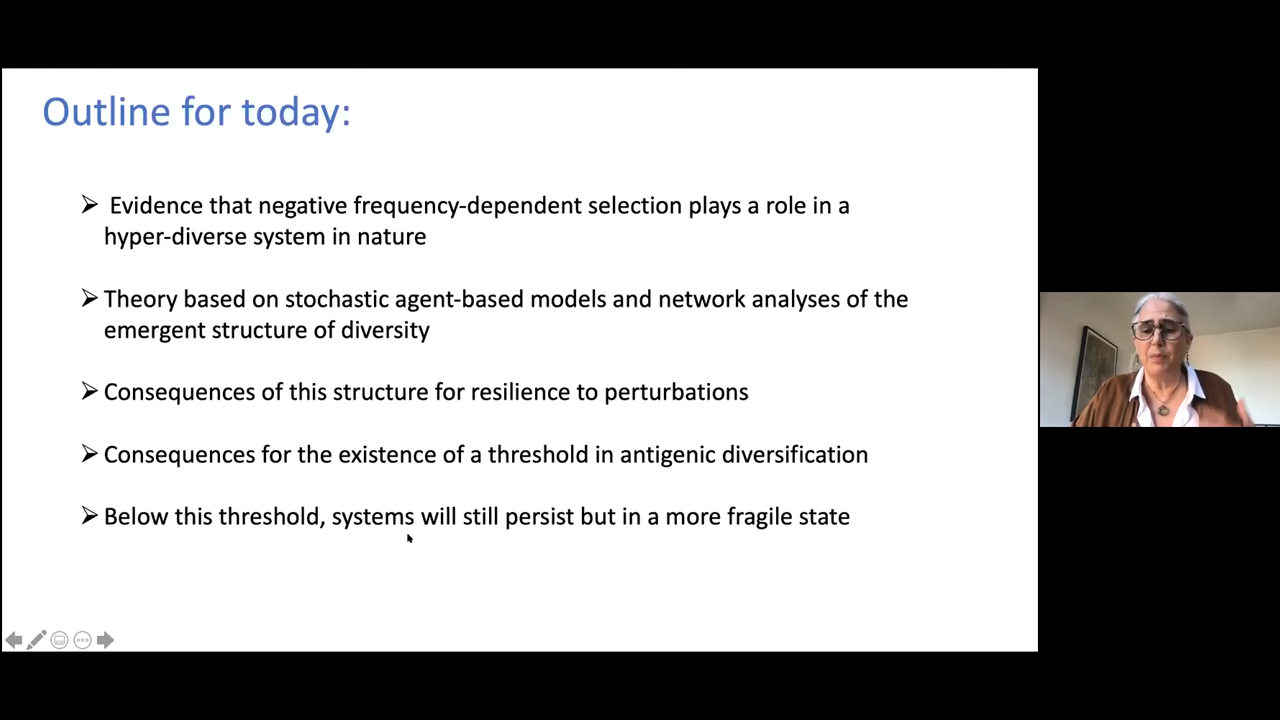 Outline for today:
➢ Evidence that negative frequency-dependent selection plays a role in a
hyper-diverse system in nature
➢ Theory based on stochastic agent-based models and network analyses of the
emergent structure of diversity
➢ Consequences of this structure for resilience to perturbations
➢ Consequences for the existence of a threshold in antigenic diversification
➢ Below this threshold, systems will still persist but in a more fragile state